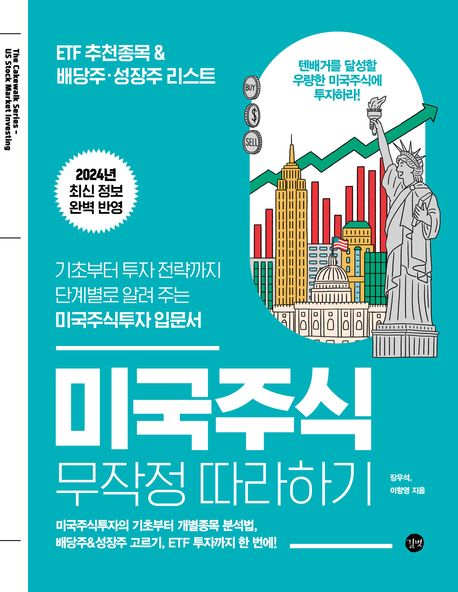 The Cakewalk Series –
US Stock Market Investing
ETF 추천종목 &
배당주·성장주 리스트
텐배거를 달성할
우량한 미국주식에
투자하라!
BUY
$
SELL
2024년
최신 정보
완벽 반영
기초부터 투자 전략까지
단계별로 알려 주는
미국주식투자 입문서
미국주식
무작정 따라하기
장우석,
이항영 지음
미국주식투자의 기초부터 개별종목 분석법,
배당주&성장주 고르기, ETF 투자까지 한 번에!
길벗